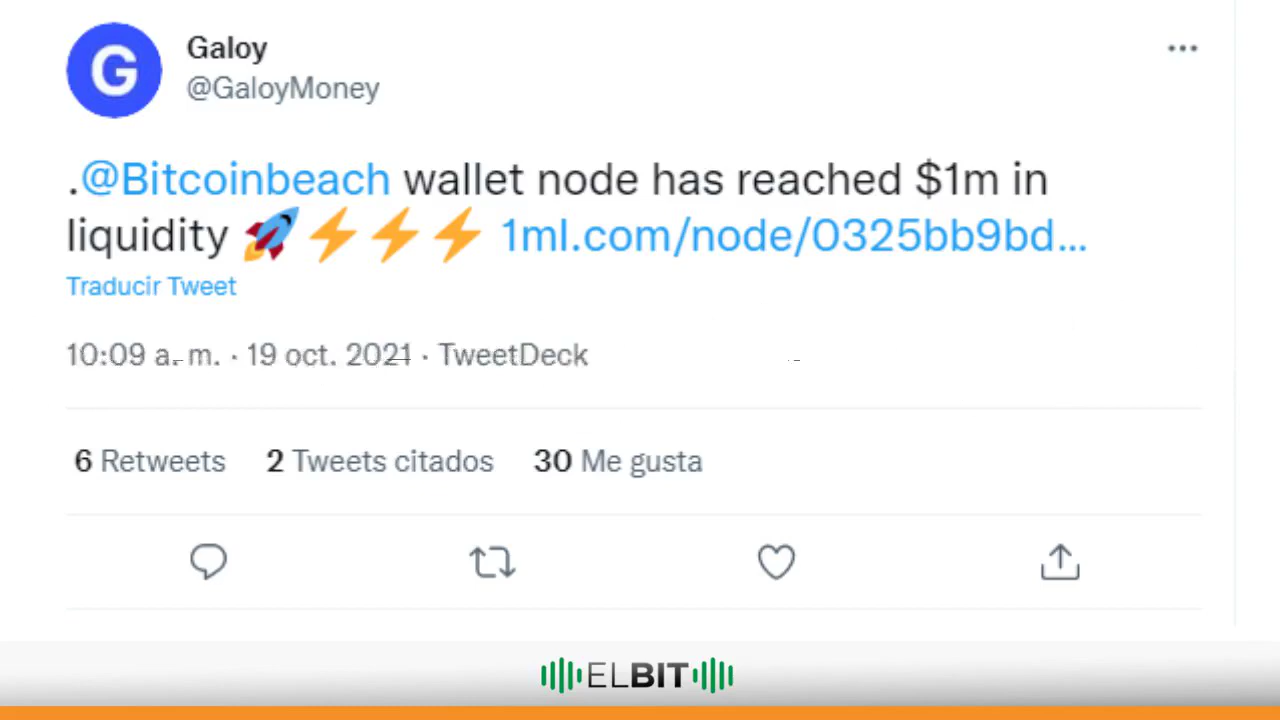 G
Galoy
@GaloyMoney
.@Bitcoinbeach wallet node has reached $1m in
liquidity 🚀⚡⚡⚡ 1ml.com/node/0325bb9bd...
Traducir Tweet
10:09 a. m. · 19 oct. 2021 · TweetDeck
6 Retweets 2 Tweets citados 30 Me gusta
ELBIT